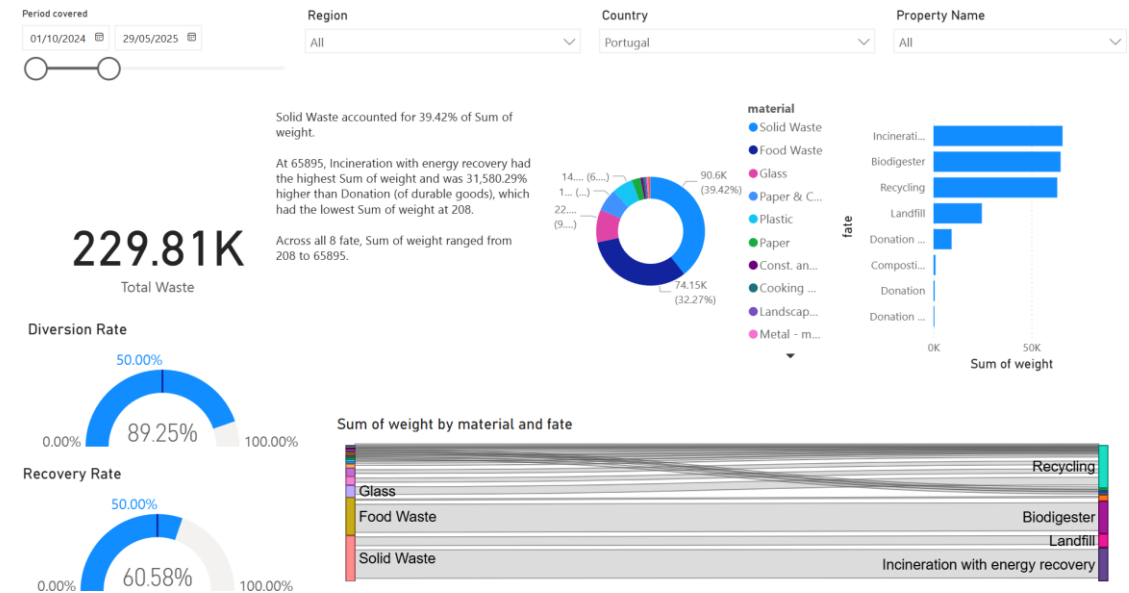 Period covered
01/10/2024
29/05/2025
Region
All
Country
Portugal
Property Name
All
Solid Waste accounted for 39.42% of Sum of
weight.
At 65895, Incineration with energy recovery had
the highest Sum of weight and was 31,580.29%
higher than Donation (of durable goods), which
had the lowest Sum of weight at 208.
Across all 8 fate, Sum of weight ranged from
208 to 65895.
229.81K
Total Waste
Diversion Rate
50.00%
89.25%
0.00%
100.00%
Recovery Rate
50.00%
60.58%
0.00%
100.00%
14.... (6....)
1... (...)
22....
(9....)
90.6K
(39.42%)
74.15K
(32.27%)
material
Solid Waste
Food Waste
Glass
Paper & C...
Plastic
Paper
Const. an...
Cooking ...
Landscap...
Metal - m...
fate
Incinerati...
Biodigester
Recycling
Landfill
Donation ...
Composti...
Donation
Donation ...
0K
50K
Sum of weight
Sum of weight by material and fate
Glass
Food Waste
Solid Waste
Recycling
Biodigester
Landfill
Incineration with energy recovery